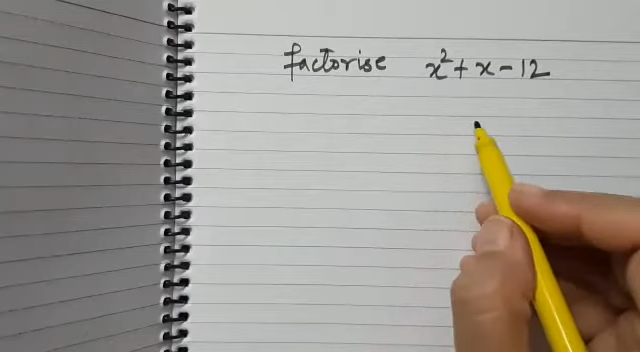 factorise x² + x - 12